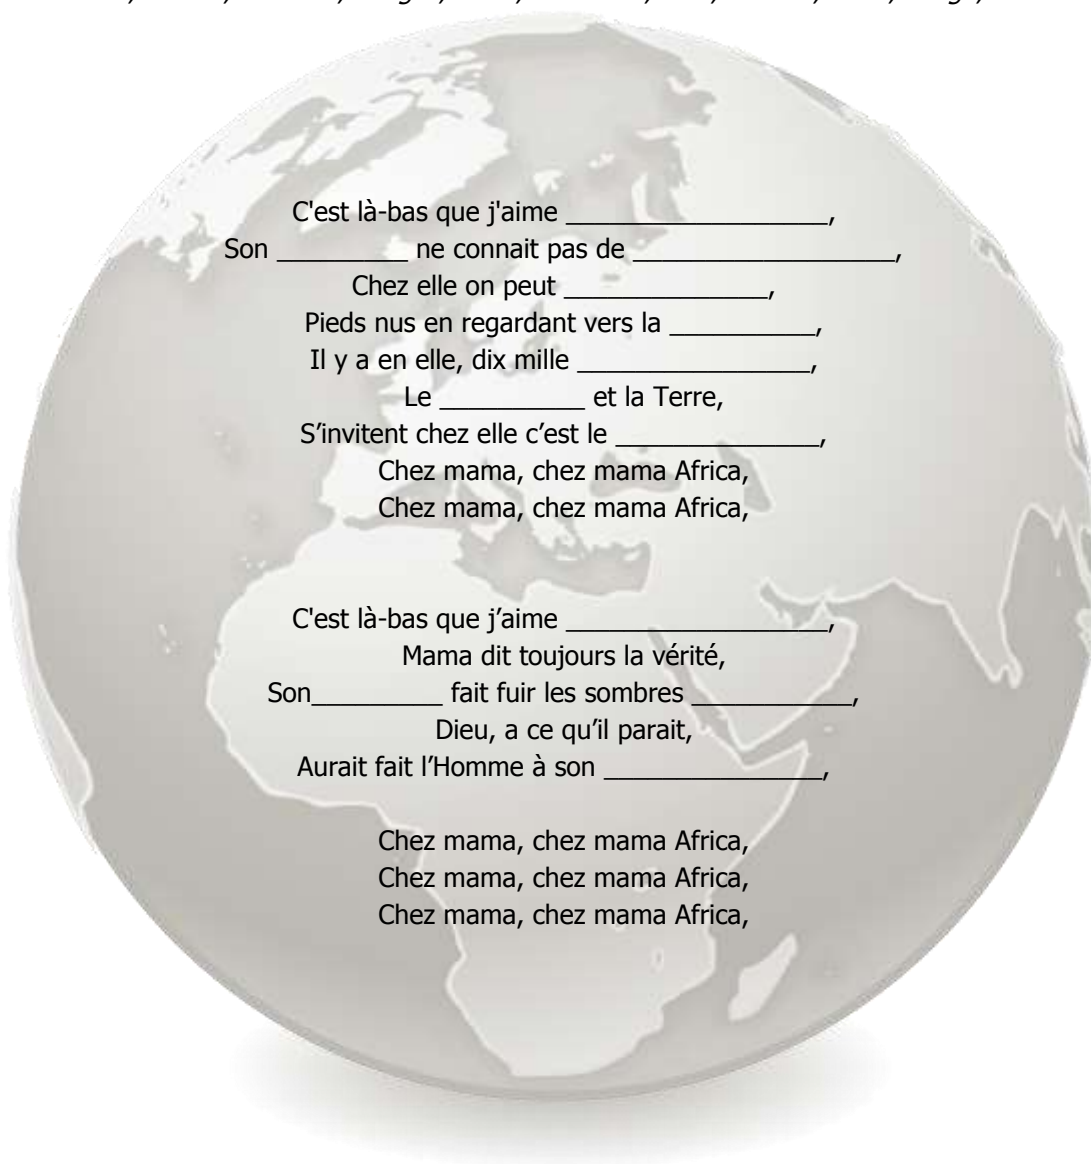 C'est là-bas que j'aime __________________,
Son _________ ne connait pas de __________________,
Chez elle on peut ______________,
Pieds nus en regardant vers la __________,
Il y a en elle, dix mille ________________,
Le __________ et la Terre,
S’invitent chez elle c’est le ______________,
Chez mama, chez mama Africa,
Chez mama, chez mama Africa,
C'est là-bas que j’aime __________________,
Mama dit toujours la vérité,
Son_________ fait fuir les sombres ___________,
Dieu, a ce qu’il parait,
Aurait fait l’Homme à son _______________,
Chez mama, chez mama Africa,
Chez mama, chez mama Africa,
Chez mama, chez mama Africa,